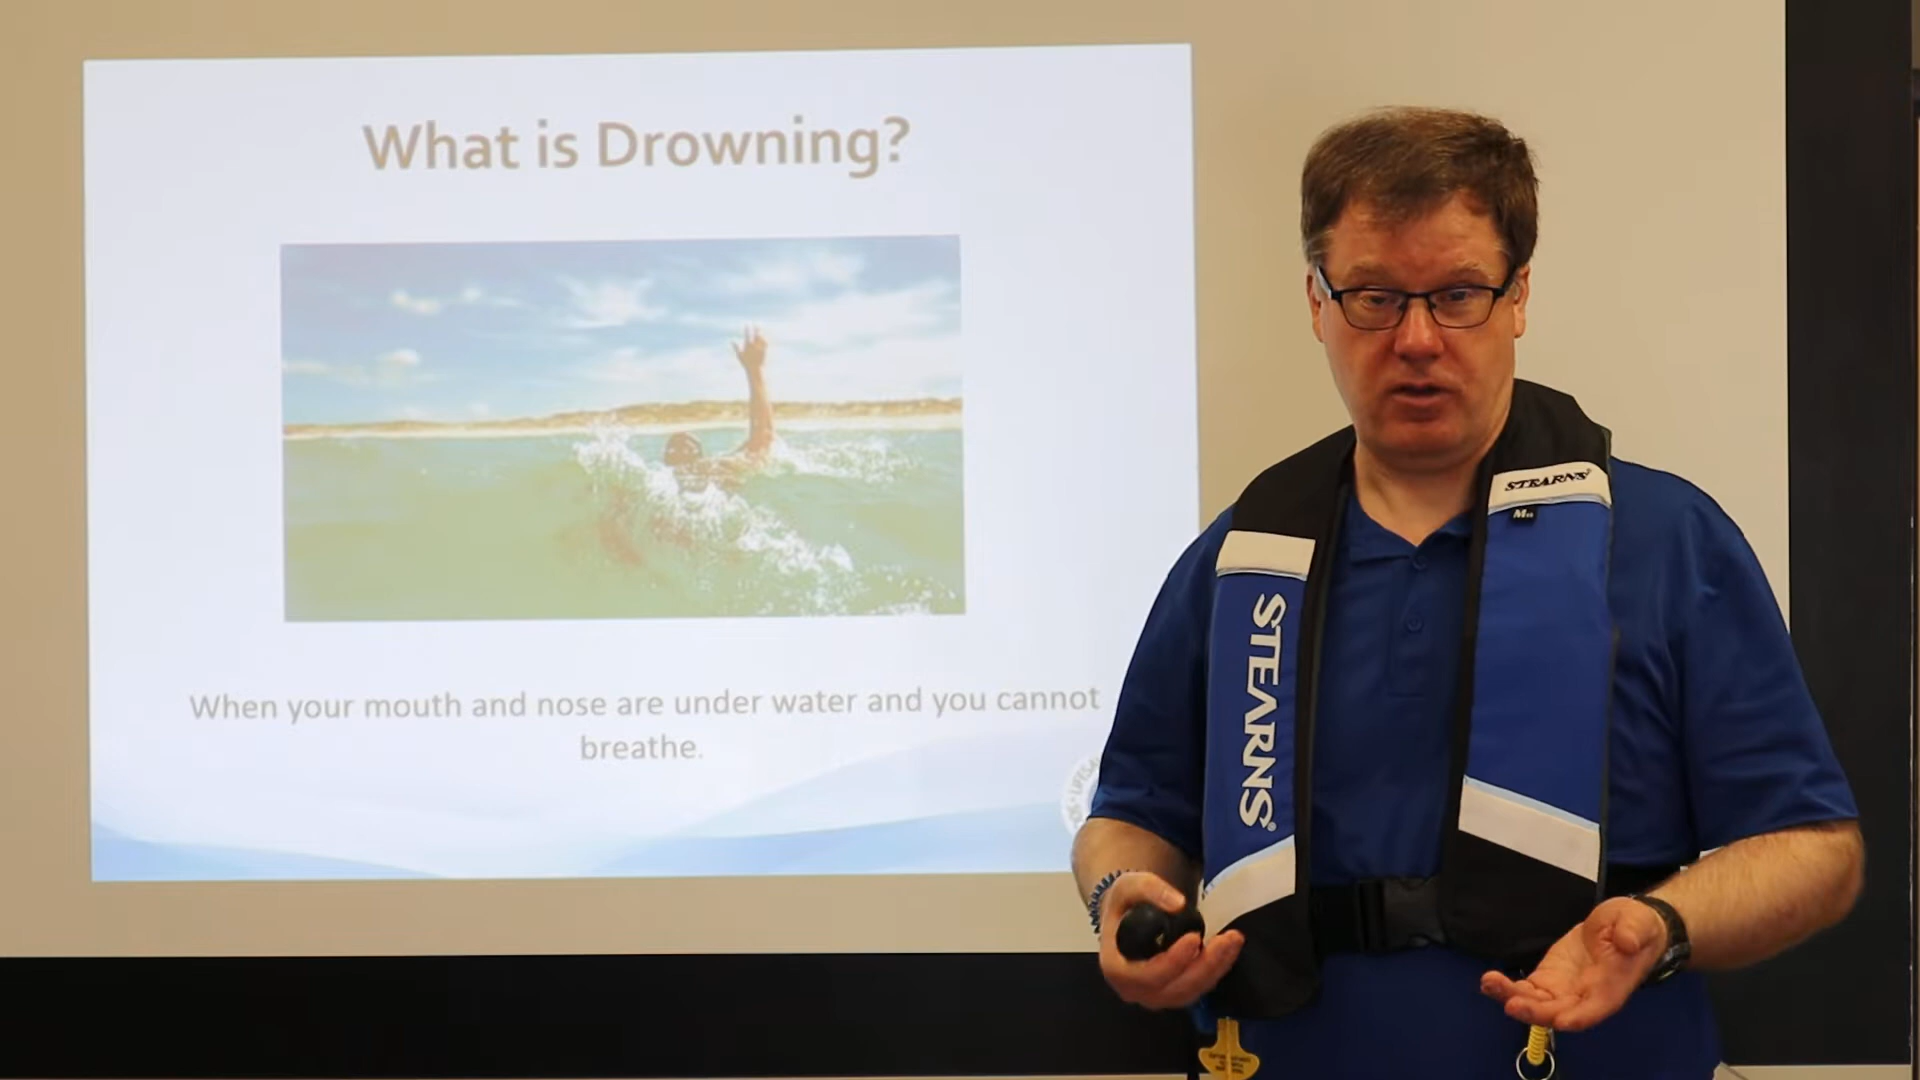 What is Drowning?
When your mouth and nose are under water and you cannot
breathe.
STEARNS®
M
STEARNS®